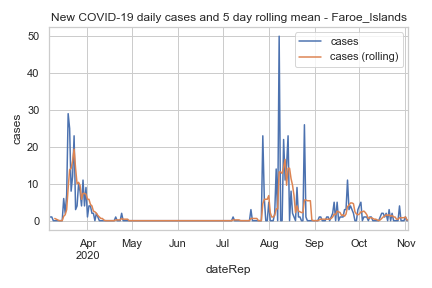 New COVID-19 daily cases and 5 day rolling mean - Faroe_Islands
cases
cases (rolling)
50
40
30
20
10
0
cases
Apr
2020
May
Jun
Jul
Aug
Sep
Oct
Nov
dateRep